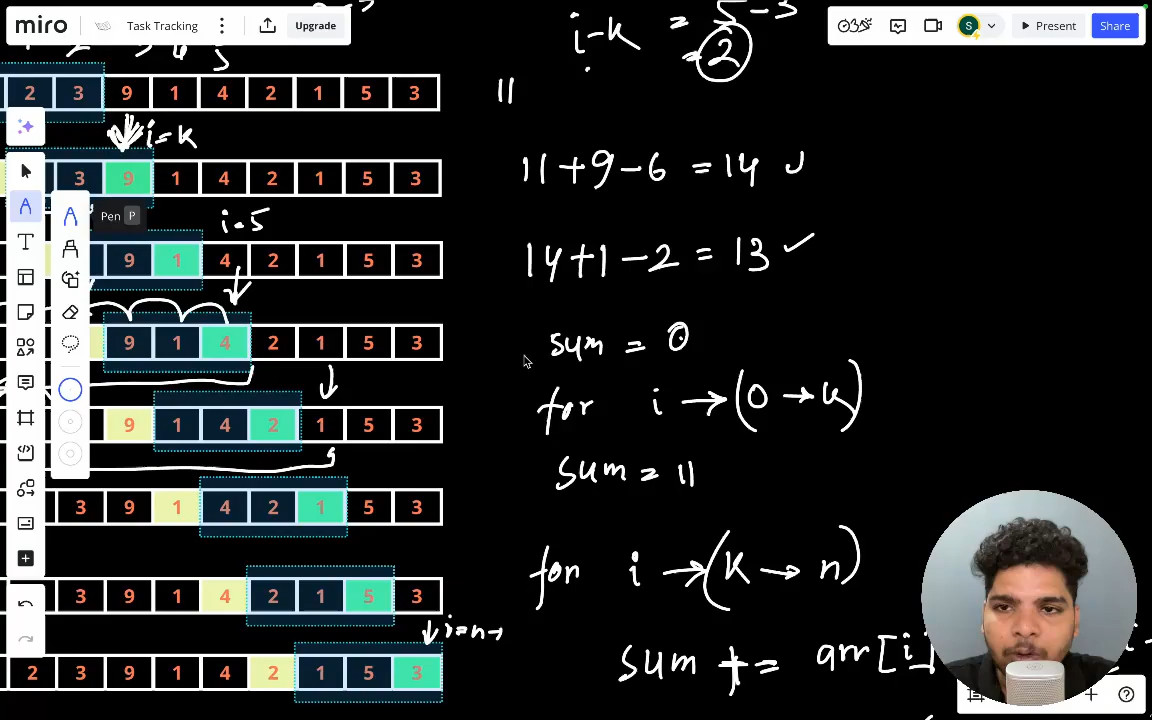 miro Task Tracking Upgrade Present Share
S
i-k = 5-3
= 2
2 3 9 1 4 2 1 5 3
11
i=k
11+9-6 = 14 ✓
3 9 1 4 2 1 5 3
Pen P
i=5
14+1-2 = 13 ✓
9 1 4 2 1 5 3
sum = 0
9 1 4 2 1 5 3
for i → (0 → k)
9 1 4 2 1 5 3
sum = 11
3 9 1 4 2 1 5 3
for i → (k → n)
3 9 1 4 2 1 5 3
i=n-1
sum += arr[i]
2 3 9 1 4 2 1 5 3